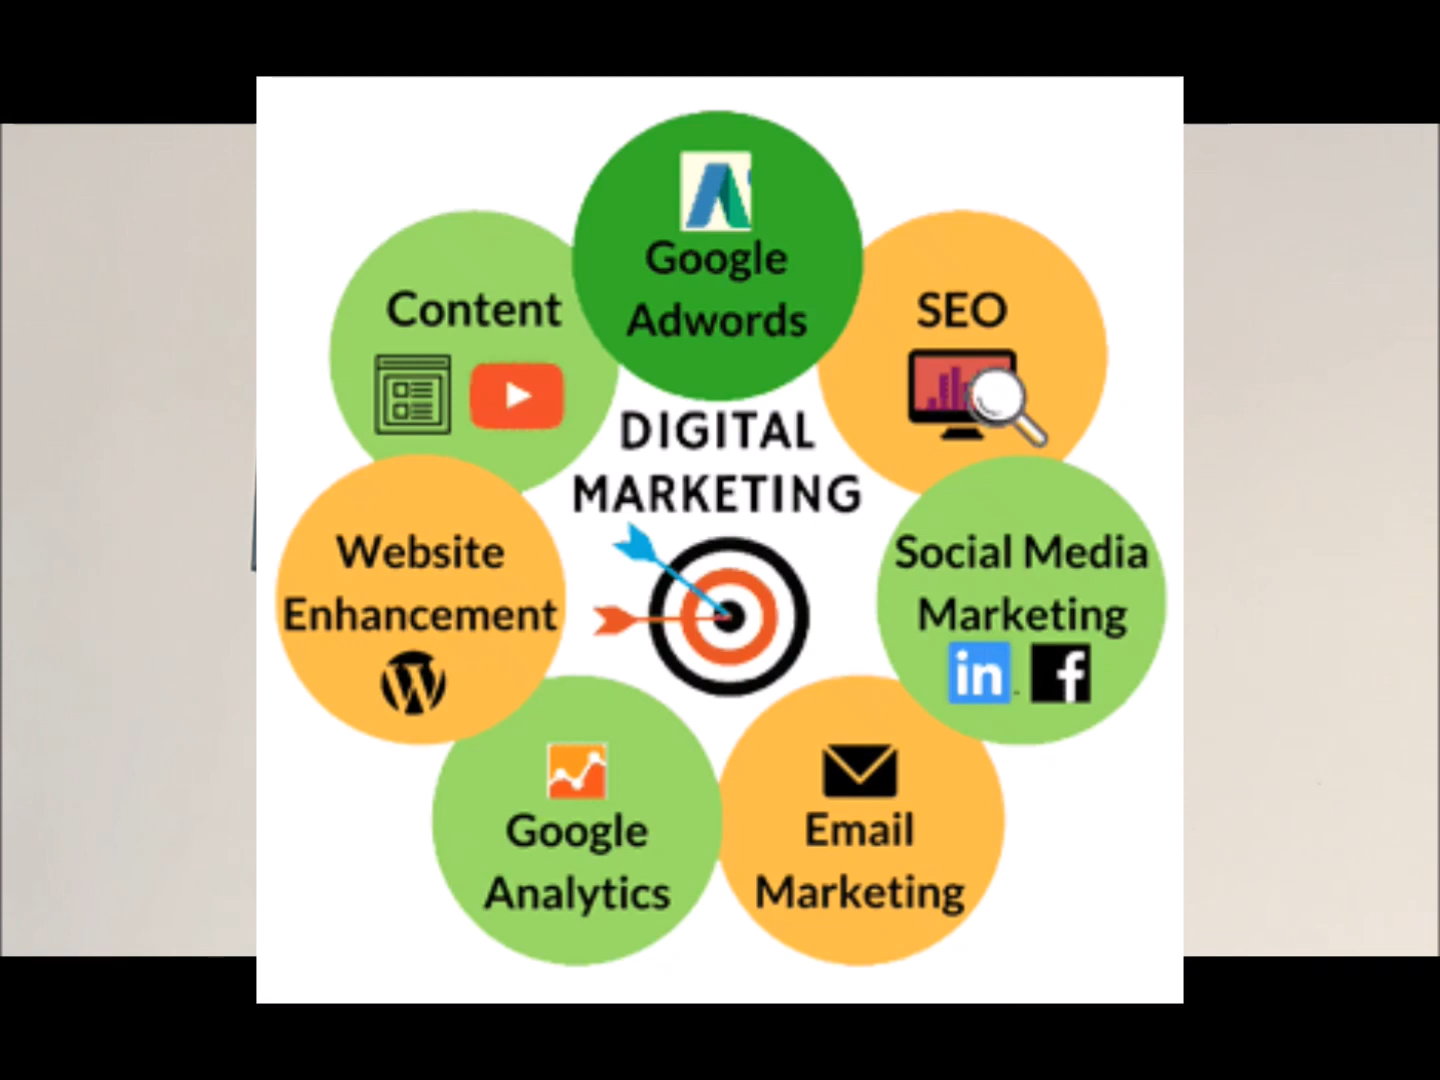 Google
Adwords
Content
SEO
DIGITAL
MARKETING
Website
Enhancement
Social Media
Marketing
in
f
Google
Analytics
Email
Marketing